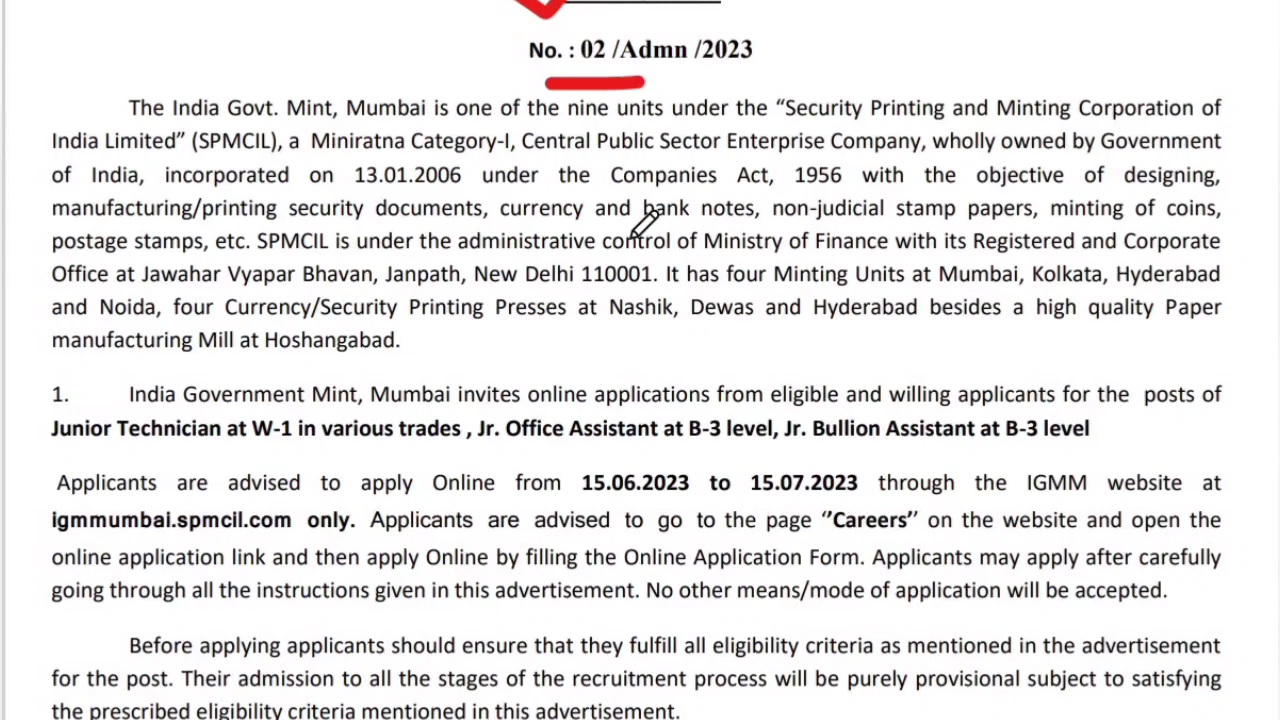 No. : 02 /Admn /2023
The India Govt. Mint, Mumbai is one of the nine units under the “Security Printing and Minting Corporation of
India Limited” (SPMCIL), a Miniratna Category-I, Central Public Sector Enterprise Company, wholly owned by Government
of India, incorporated on 13.01.2006 under the Companies Act, 1956 with the objective of designing,
manufacturing/printing security documents, currency and bank notes, non-judicial stamp papers, minting of coins,
postage stamps, etc. SPMCIL is under the administrative control of Ministry of Finance with its Registered and Corporate
Office at Jawahar Vyapar Bhavan, Janpath, New Delhi 110001. It has four Minting Units at Mumbai, Kolkata, Hyderabad
and Noida, four Currency/Security Printing Presses at Nashik, Dewas and Hyderabad besides a high quality Paper
manufacturing Mill at Hoshangabad.
1. India Government Mint, Mumbai invites online applications from eligible and willing applicants for the posts of
Junior Technician at W-1 in various trades , Jr. Office Assistant at B-3 level, Jr. Bullion Assistant at B-3 level
Applicants are advised to apply Online from 15.06.2023 to 15.07.2023 through the IGMM website at
igmmumbai.spmcil.com only. Applicants are advised to go to the page ‘’Careers’’ on the website and open the
online application link and then apply Online by filling the Online Application Form. Applicants may apply after carefully
going through all the instructions given in this advertisement. No other means/mode of application will be accepted.
Before applying applicants should ensure that they fulfill all eligibility criteria as mentioned in the advertisement
for the post. Their admission to all the stages of the recruitment process will be purely provisional subject to satisfying
the prescribed eligibility criteria mentioned in this advertisement.